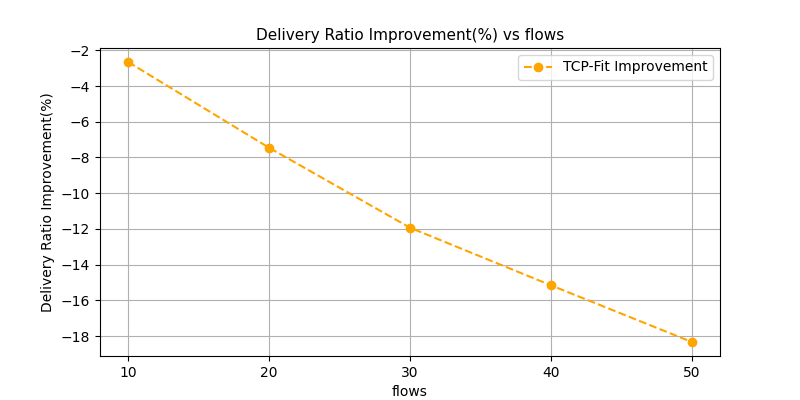 Delivery Ratio Improvement(%) vs flows
TCP-Fit Improvement
Delivery Ratio Improvement(%)
−2
−4
−6
−8
−10
−12
−14
−16
−18
10 20 30 40 50
flows